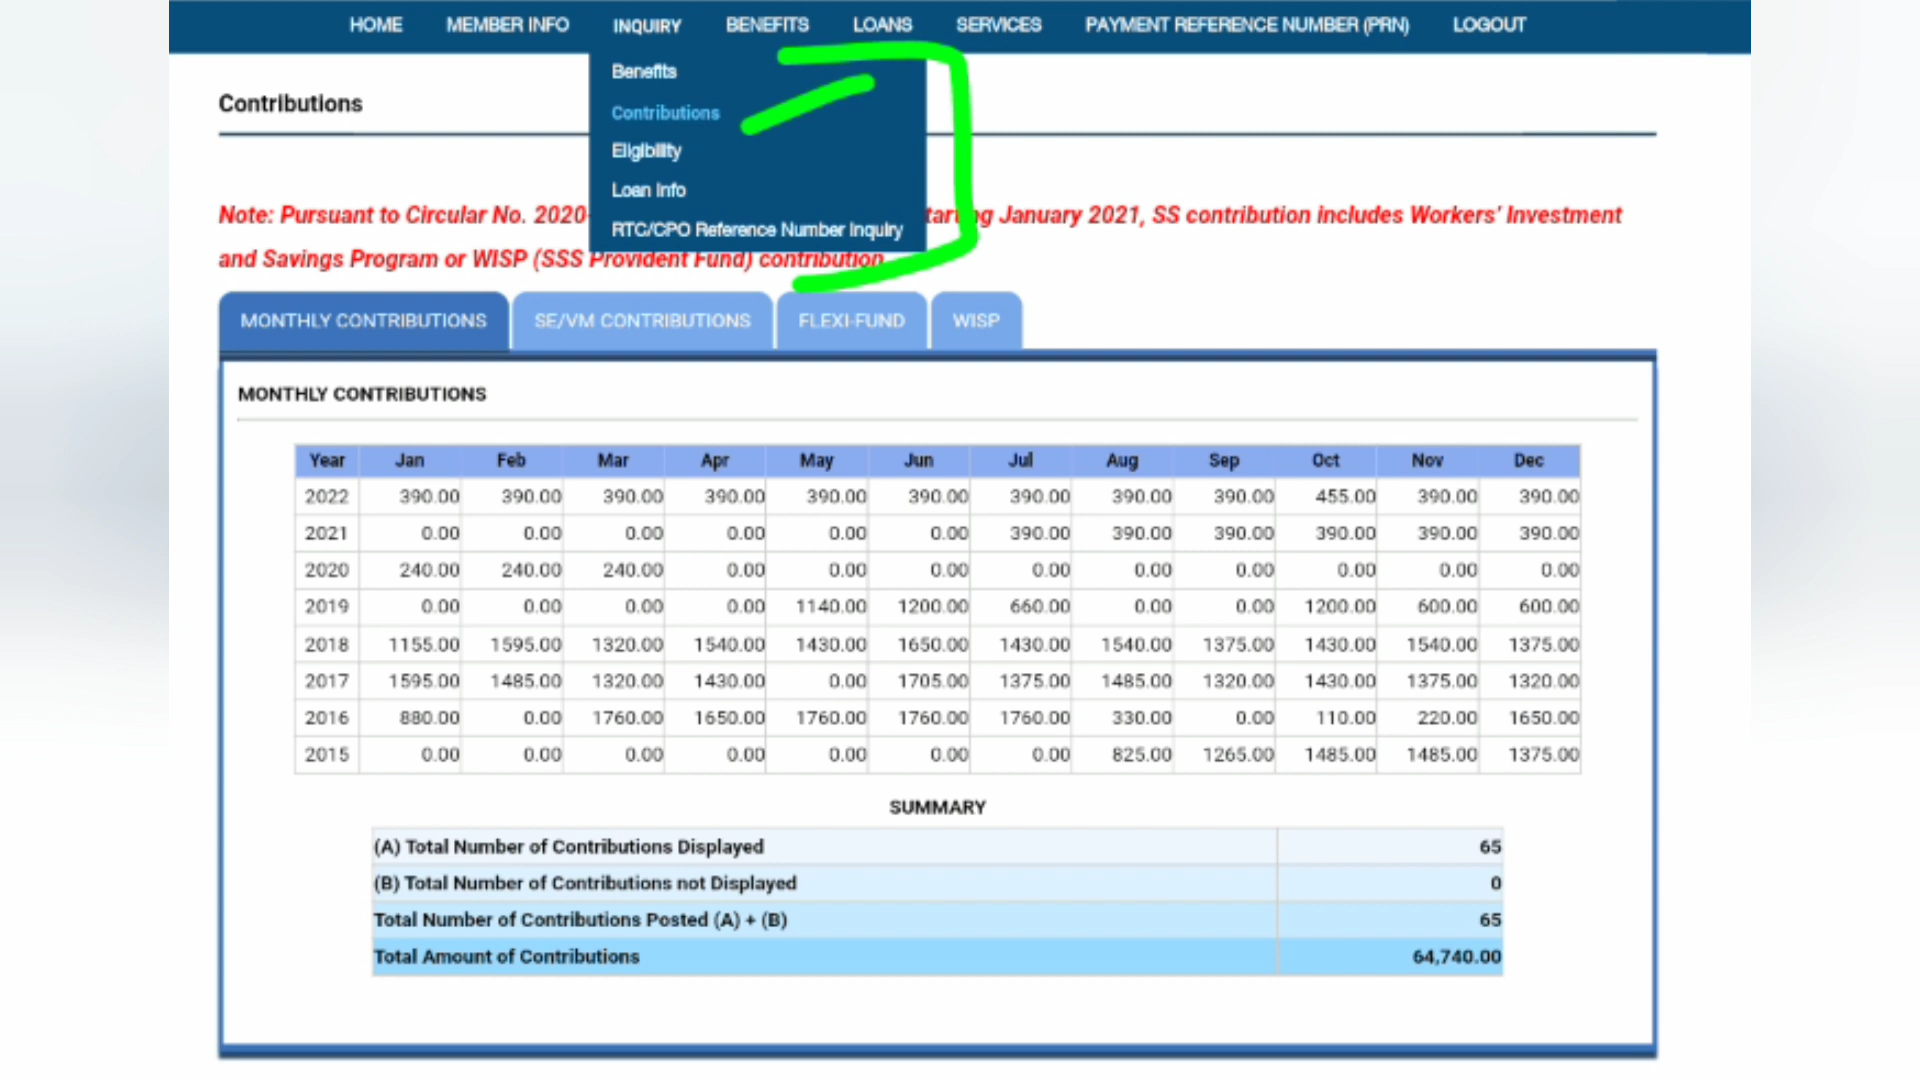 HOME MEMBER INFO INQUIRY BENEFITS LOANS SERVICES PAYMENT REFERENCE NUMBER (PRN) LOGOUT
Benefits
Contributions
Eligibility
Loan Info
RTC/CPO Reference Number Inquiry
Contributions
Note: Pursuant to Circular No. 2020- January 2021, SS contribution includes Workers' Investment
and Savings Program or WISP (SSS Provident Fund) contribution
MONTHLY CONTRIBUTIONS SE/VM CONTRIBUTIONS FLEXI-FUND WISP
MONTHLY CONTRIBUTIONS
Year Jan Feb Mar Apr May Jun Jul Aug Sep Oct Nov Dec
2022 390.00 390.00 390.00 390.00 390.00 390.00 390.00 390.00 390.00 455.00 390.00 390.00
2021 0.00 0.00 0.00 0.00 0.00 0.00 390.00 390.00 390.00 390.00 390.00 390.00
2020 240.00 240.00 240.00 0.00 0.00 0.00 0.00 0.00 0.00 0.00 0.00 0.00
2019 0.00 0.00 0.00 0.00 1140.00 1200.00 660.00 0.00 0.00 1200.00 600.00 600.00
2018 1155.00 1595.00 1320.00 1540.00 1430.00 1650.00 1430.00 1540.00 1375.00 1430.00 1540.00 1375.00
2017 1595.00 1485.00 1320.00 1430.00 0.00 1705.00 1375.00 1485.00 1320.00 1430.00 1375.00 1320.00
2016 880.00 0.00 1760.00 1650.00 1760.00 1760.00 1760.00 330.00 0.00 110.00 220.00 1650.00
2015 0.00 0.00 0.00 0.00 0.00 0.00 0.00 825.00 1265.00 1485.00 1485.00 1375.00
SUMMARY
(A) Total Number of Contributions Displayed 65
(B) Total Number of Contributions not Displayed 0
Total Number of Contributions Posted (A) + (B) 65
Total Amount of Contributions 64,740.00